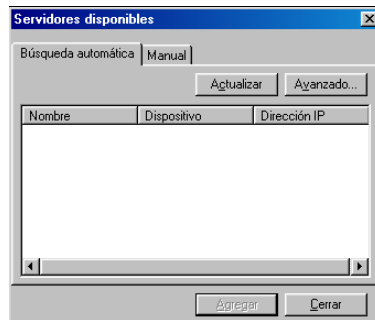 Servidores disponibles
Búsqueda automática Manual
Actualizar Avanzado...
Nombre Dispositivo Dirección IP
Agregar Cerrar